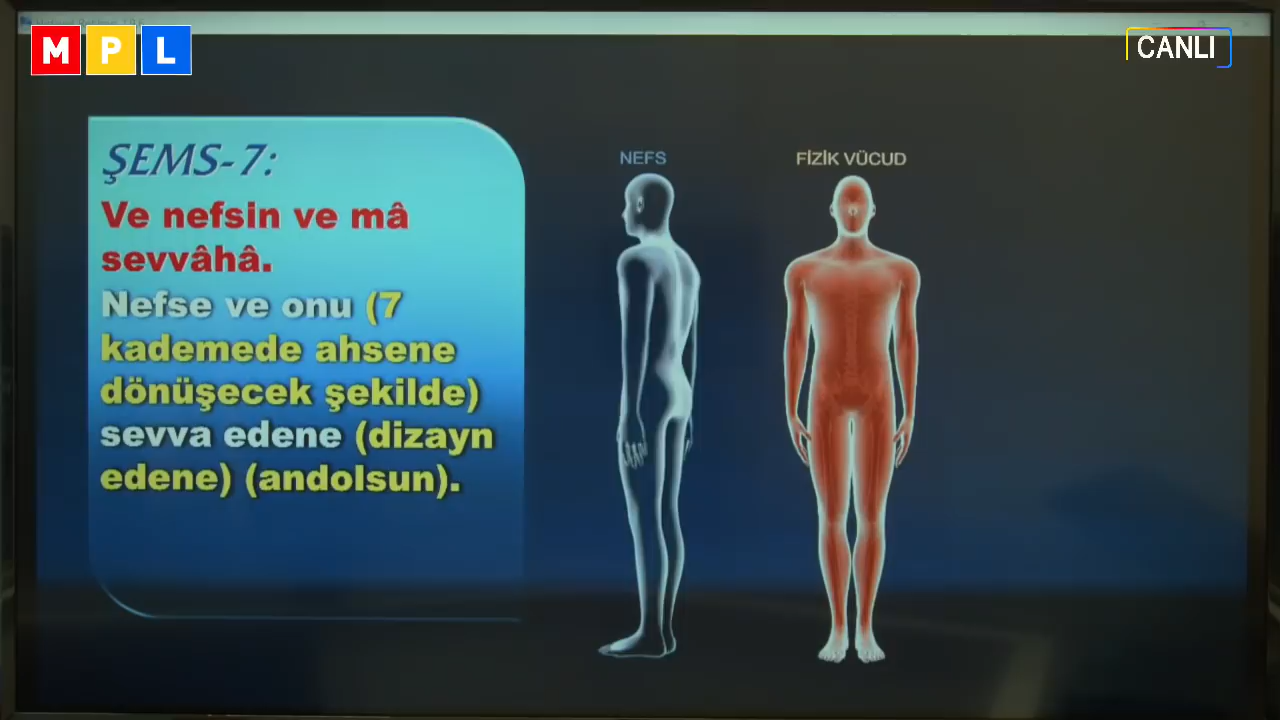 MPL
CANLI
ŞEMS-7:
Ve nefsin ve mâ
sevvâhâ.
Nefse ve onu (7
kademede ahsene
dönüşecek şekilde)
sevva edene (dizayn
edene) (andolsun).
NEFS
FİZİK VÜCUD